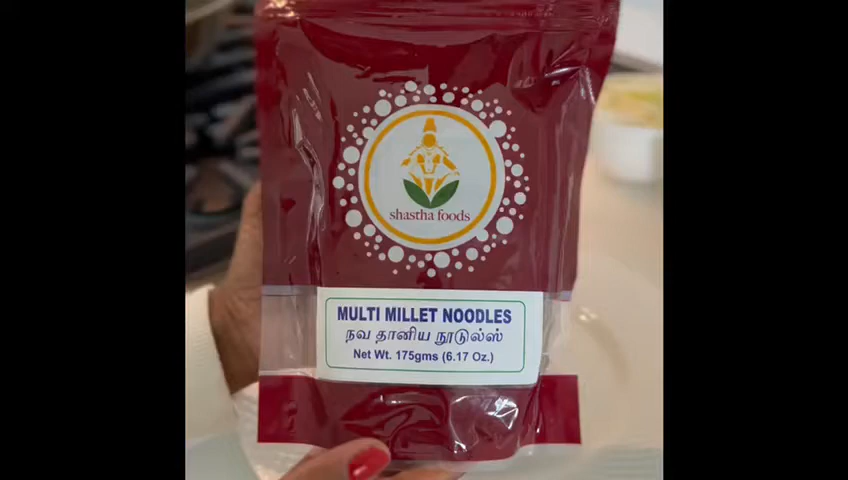 shastha foods
MULTI MILLET NOODLES
நவ தானிய நூடுல்ஸ்
Net Wt. 175gms (6.17 Oz.)